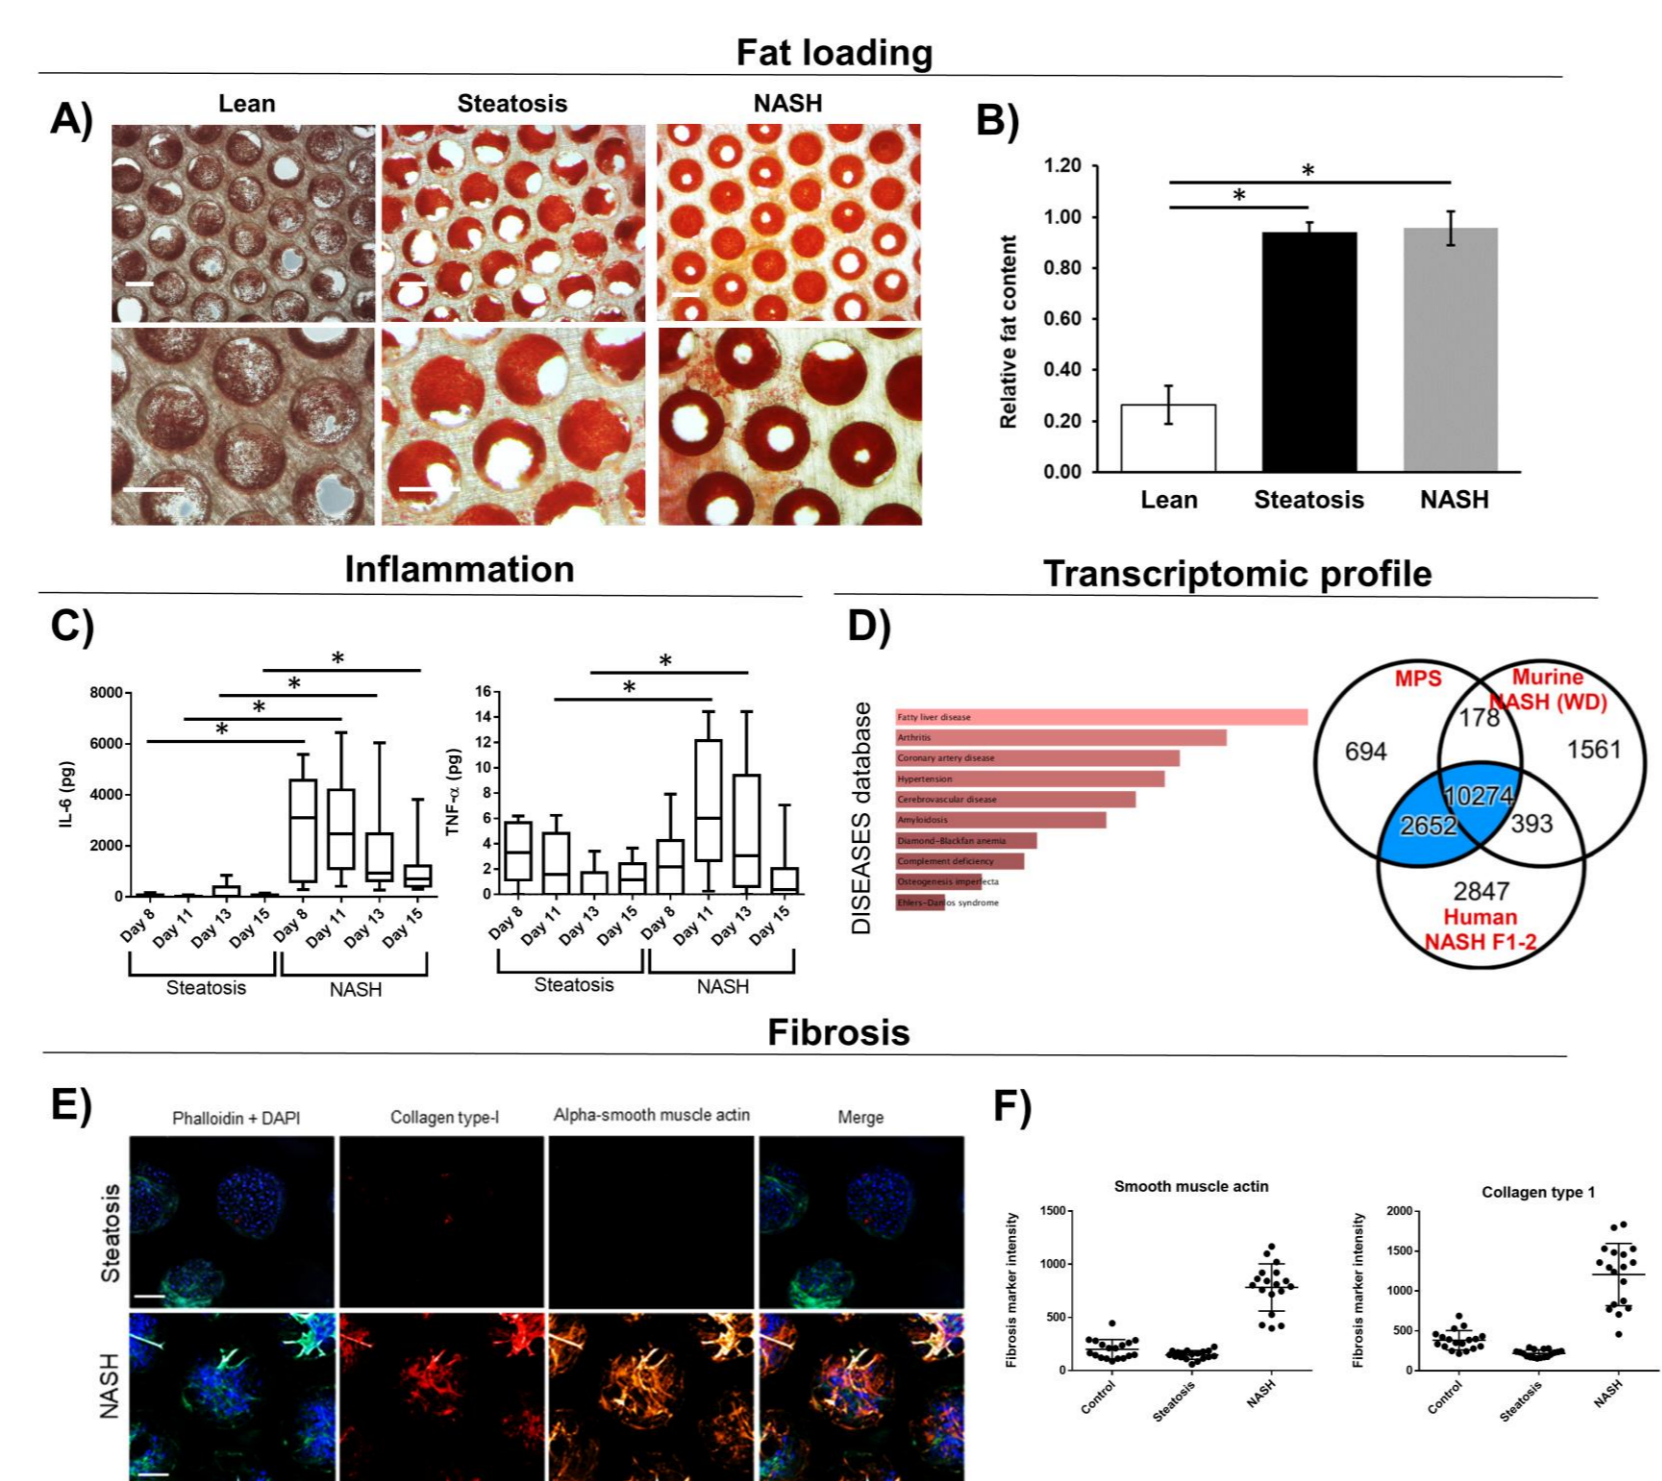 Fat loading
A)
Lean
Steatosis
NASH
B)
1.20
1.00
0.80
0.60
0.40
0.20
0.00
Relative fat content
*
*
Lean
Steatosis
NASH
Inflammation
C)
IL-6 (pg)
8000
6000
4000
2000
0
*
*
*
*
Day 8
Day 11
Day 13
Day 15
Day 8
Day 11
Day 13
Day 15
Steatosis
NASH
TNF-α (pg)
16
14
12
10
8
6
4
2
0
*
*
Day 8
Day 11
Day 13
Day 15
Day 8
Day 11
Day 13
Day 15
Steatosis
NASH
Transcriptomic profile
D)
DISEASES database
Fatty liver disease
Arthritis
Coronary artery disease
Hypertension
Cerebrovascular disease
Amyloidosis
Diamond-Blackfan anemia
Complement deficiency
Osteogenesis imperfecta
Ehlers-Danlos syndrome
MPS
Murine
NASH (WD)
178
694
1561
10274
2652
393
2847
Human
NASH F1-2
Fibrosis
E)
Phalloidin + DAPI
Collagen type-I
Alpha-smooth muscle actin
Merge
Steatosis
NASH
F)
Smooth muscle actin
Fibrosis marker intensity
1500
1000
500
0
Control
Steatosis
NASH
Collagen type 1
Fibrosis marker intensity
2000
1500
1000
500
0
Control
Steatosis
NASH